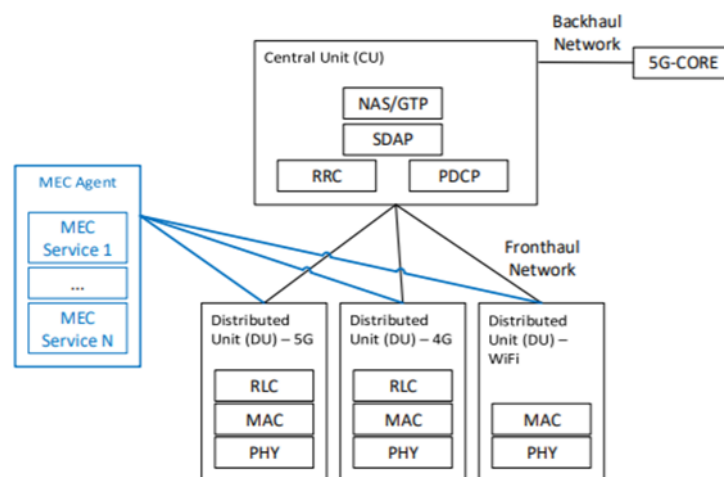 Backhaul
Network
5G-CORE
Central Unit (CU)
NAS/GTP
SDAP
RRC
PDCP
MEC Agent
MEC
Service 1
...
MEC
Service N
Fronthaul
Network
Distributed
Unit (DU) – 5G
RLC
MAC
PHY
Distributed
Unit (DU) – 4G
RLC
MAC
PHY
Distributed
Unit (DU) –
WiFi
MAC
PHY